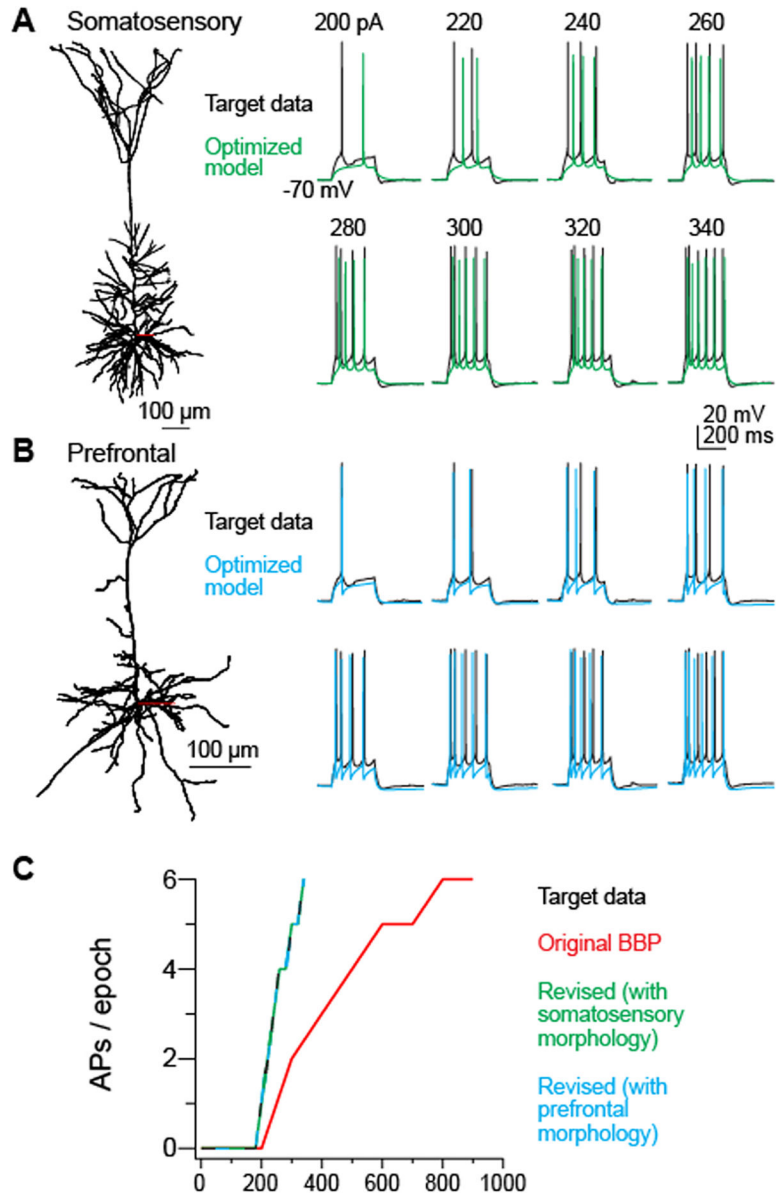 A
Somatosensory
200 pA 220 240 260
Target data
Optimized
model
-70 mV
280 300 320 340
100 µm
20 mV
200 ms
B
Prefrontal
Target data
Optimized
model
100 µm
C
6
4
2
0
APs / epoch
0 200 400 600 800 1000
Target data
Original BBP
Revised (with
somatosensory
morphology)
Revised (with
prefrontal
morphology)